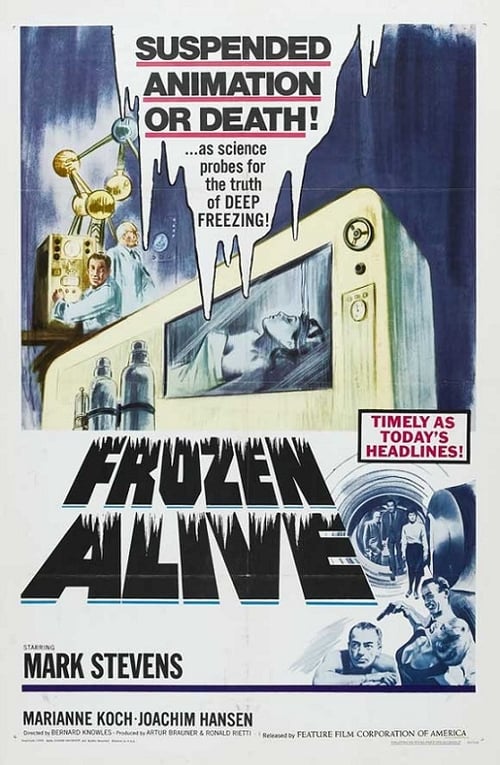 SUSPENDED
ANIMATION
OR DEATH!
...as science
probes for
the truth
of DEEP
FREEZING!
TIMELY AS
TODAY'S
HEADLINES!
FROZEN
ALIVE
STARRING
MARK STEVENS
MARIANNE KOCH · JOACHIM HANSEN
Directed by BERNARD KNOWLES - Produced by ARTUR BRAUNER & RONALD RIETTI
Released by FEATURE FILM CORPORATION OF AMERICA